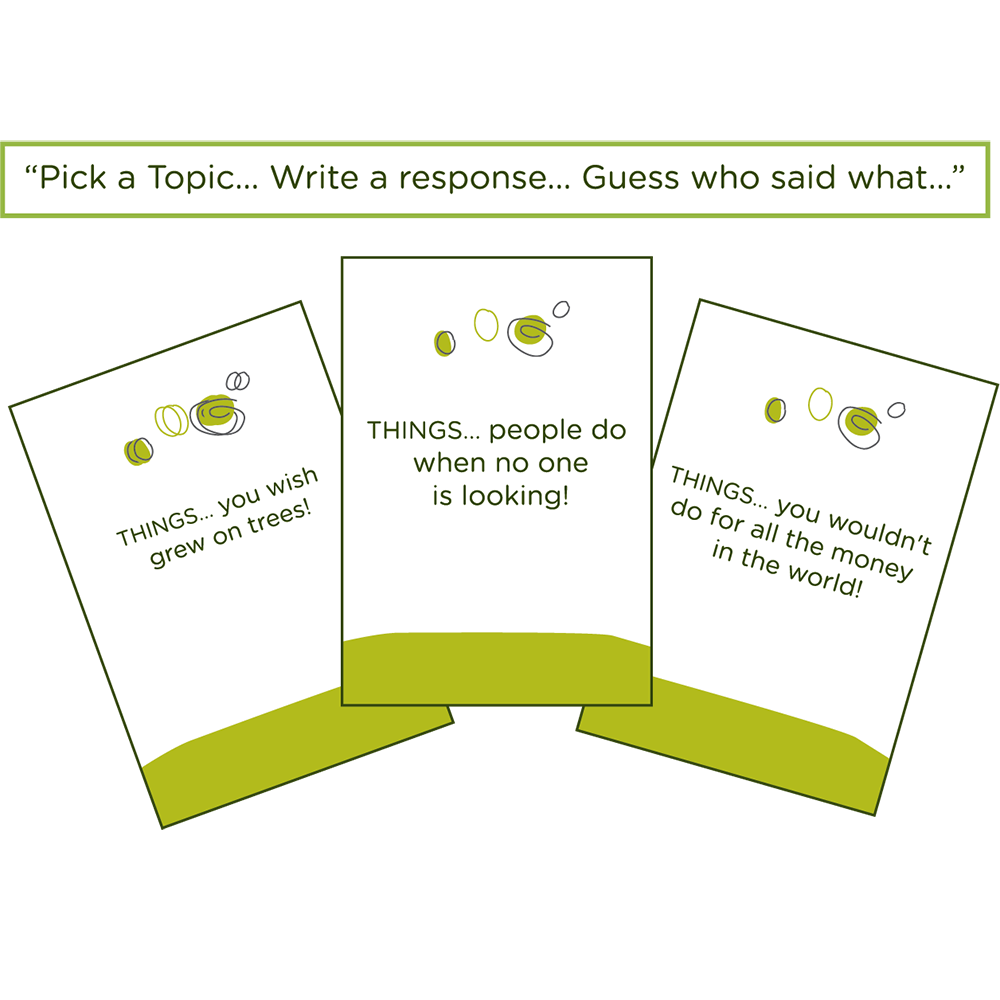 “Pick a Topic... Write a response... Guess who said what...”
THINGS... you wish
grew on trees!
THINGS... people do
when no one
is looking!
THINGS... you wouldn't
do for all the money
in the world!